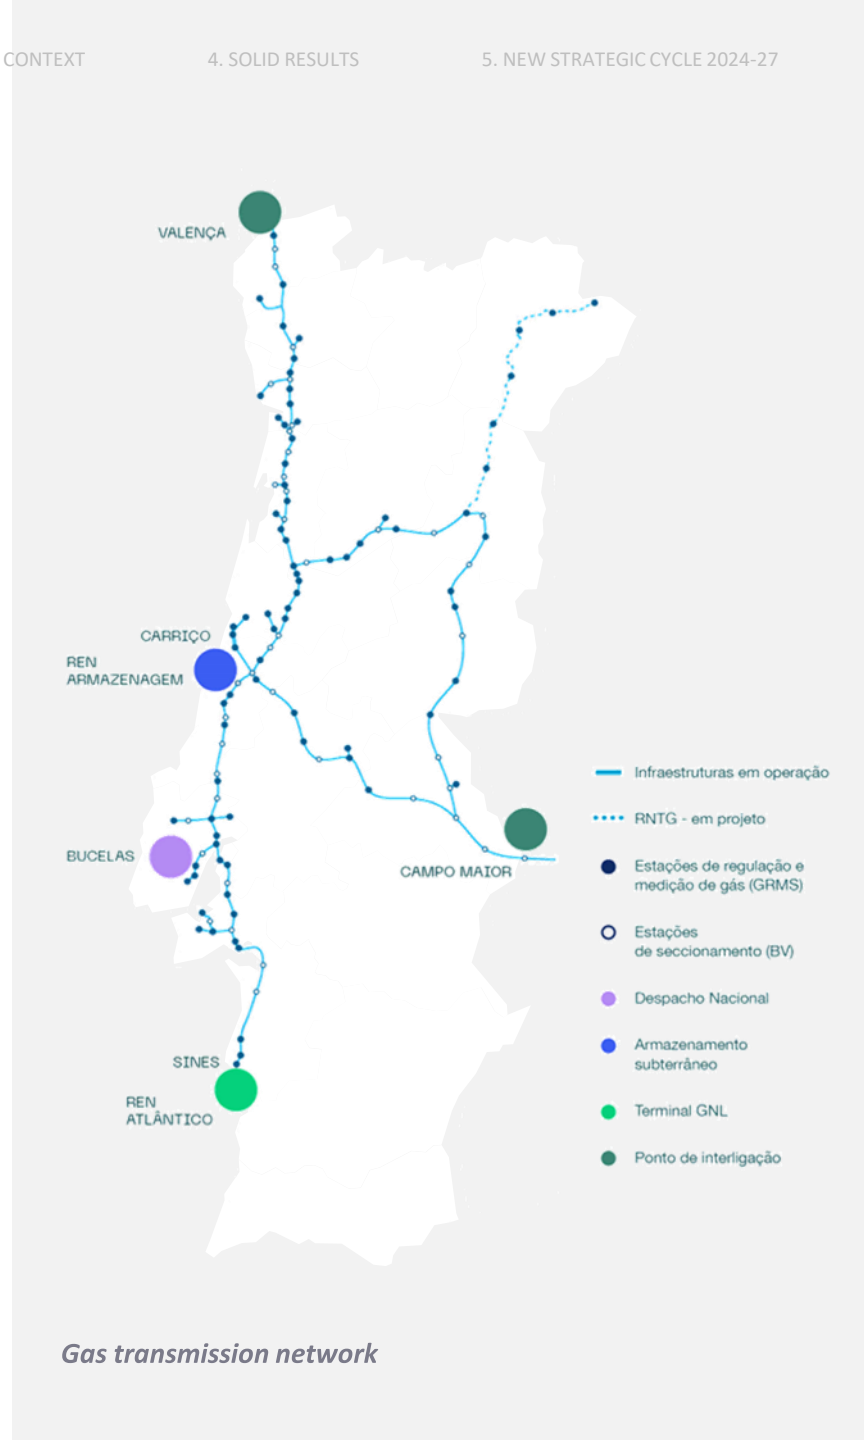 CONTEXT
4. SOLID RESULTS
5. NEW STRATEGIC CYCLE 2024-27
VALENÇA
CARRIÇO
REN
ARMAZENAGEM
BUCELAS
CAMPO MAIOR
SINES
REN
ATLÂNTICO
Infraestruturas em operação
RNTG - em projeto
Estações de regulação e
medição de gás (GRMS)
Estações
de seccionamento (BV)
Despacho Nacional
Armazenamento
subterrâneo
Terminal GNL
Ponto de interligação
Gas transmission network